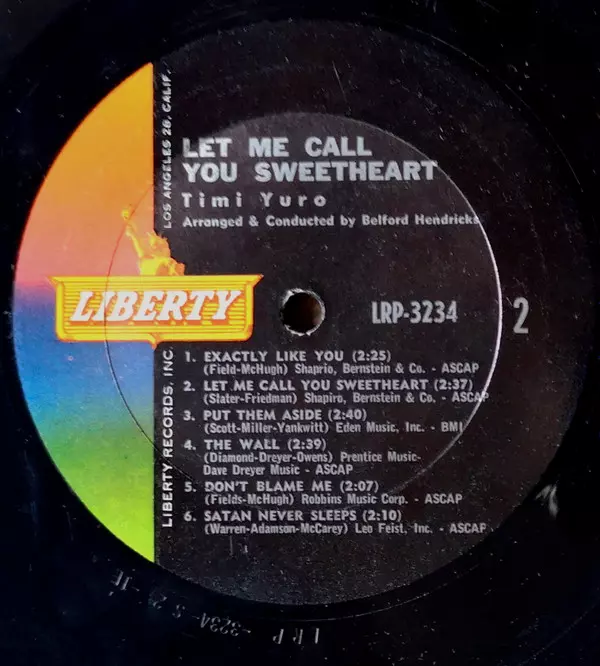 LET ME CALL
YOU SWEETHEART
Timi Yuro
Arranged & Conducted by Belford Hendricks
LIBERTY
LRP-3234
2
1. EXACTLY LIKE YOU (2:25)
(Field-McHugh) Shaprio, Bernstein & Co. - ASCAP
2. LET ME CALL YOU SWEETHEART (2:37)
(Slater-Friedman) Shapiro, Bernstein & Co. - ASCAP
3. PUT THEM ASIDE (2:40)
(Scott-Miller-Yankwitt) Eden Music, Inc. - BMI
4. THE WALL (2:39)
(Diamond-Dreyer-Owens) Prentice Music-
Dave Dreyer Music - ASCAP
5. DON'T BLAME ME (2:07)
(Fields-McHugh) Robbins Music Corp. - ASCAP
6. SATAN NEVER SLEEPS (2:10)
(Warren-Adamson-McCarey) Leo Feist, Inc. - ASCAP
LIBERTY RECORDS, INC. LOS ANGELES 28, CALIF.
LRP-3234 S 2